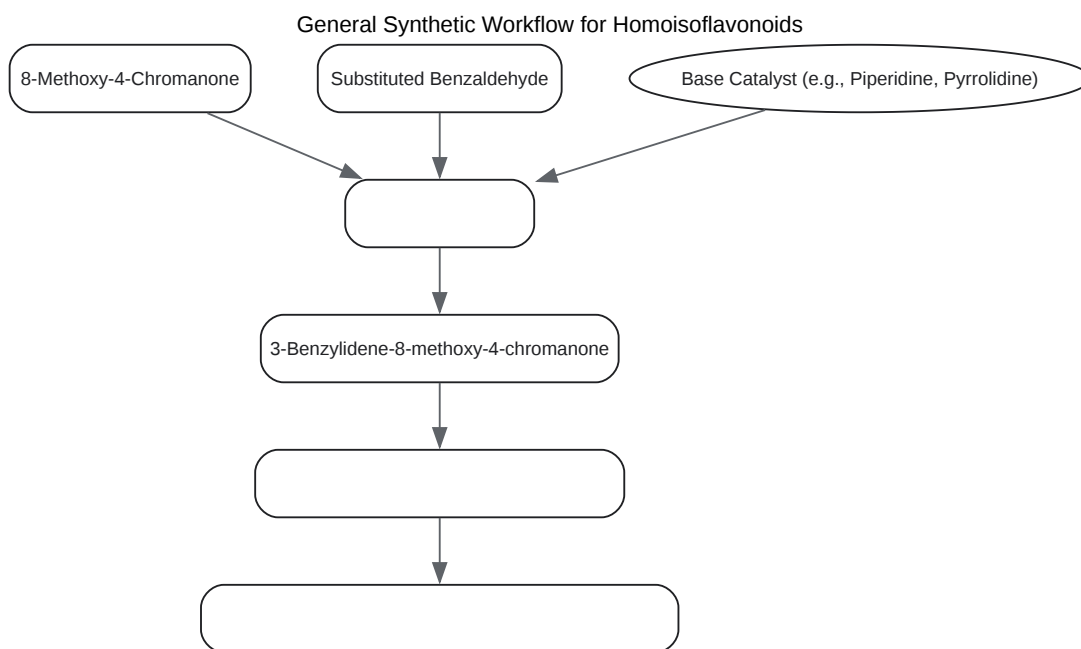 General Synthetic Workflow for Homoisoflavonoids
8-Methoxy-4-Chromanone
Substituted Benzaldehyde
Base Catalyst (e.g., Piperidine, Pyrrolidine)
3-Benzylidene-8-methoxy-4-chromanone